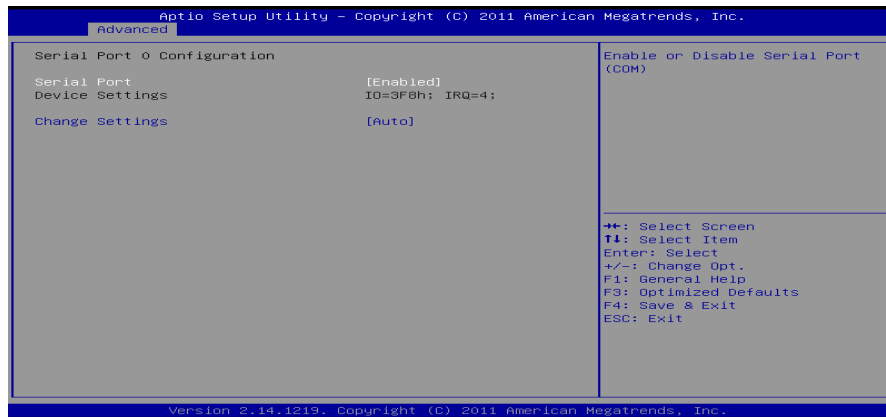 Aptio Setup Utility – Copyright (C) 2011 American Megatrends, Inc.
Advanced
Serial Port 0 Configuration
Serial Port [Enabled]
Device Settings IO=3F8h; IRQ=4;
Change Settings [Auto]
Enable or Disable Serial Port
(COM)
→←: Select Screen
↑↓: Select Item
Enter: Select
+/-: Change Opt.
F1: General Help
F3: Optimized Defaults
F4: Save & Exit
ESC: Exit
Version 2.14.1219. Copyright (C) 2011 American Megatrends, Inc.